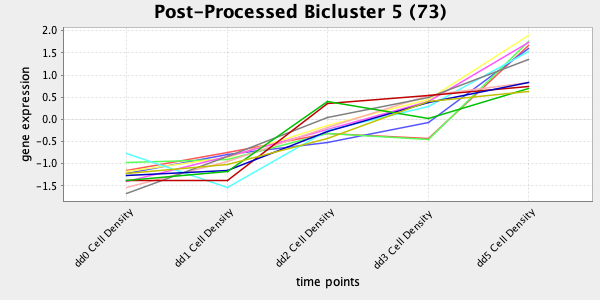 Post-Processed Bicluster 5 (73)
2.0
1.5
1.0
0.5
0.0
-0.5
-1.0
-1.5
gene expression
dd0 Cell Density
dd1 Cell Density
dd2 Cell Density
dd3 Cell Density
dd5 Cell Density
time points